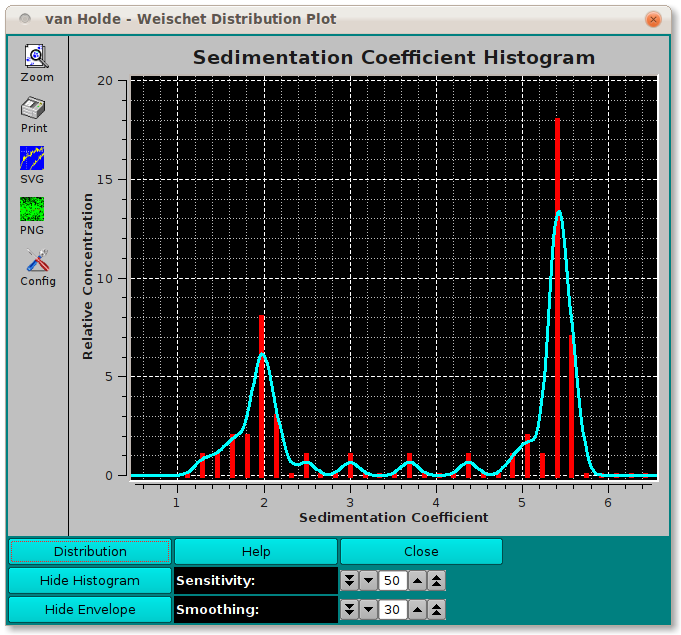 van Holde - Weischet Distribution Plot
Zoom
Print
SVG
PNG
Config
Sedimentation Coefficient Histogram
Relative Concentration
20
15
10
5
0
1 2 3 4 5 6
Sedimentation Coefficient
Distribution Help Close
Hide Histogram Sensitivity: 50
Hide Envelope Smoothing: 30